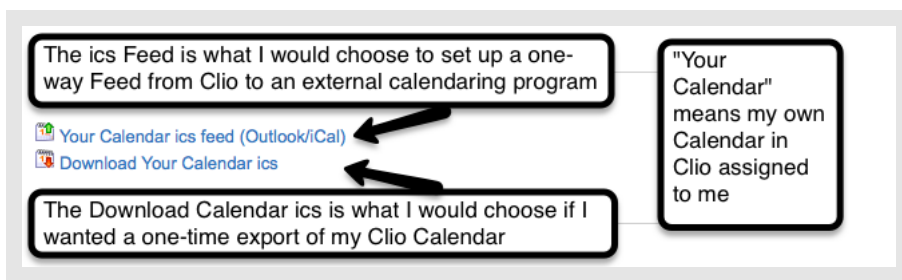 The ics Feed is what I would choose to set up a one-
way Feed from Clio to an external calendaring program
Your Calendar ics feed (Outlook/iCal)
Download Your Calendar ics
The Download Calendar ics is what I would choose if I
wanted a one-time export of my Clio Calendar
"Your
Calendar"
means my own
Calendar in
Clio assigned
to me